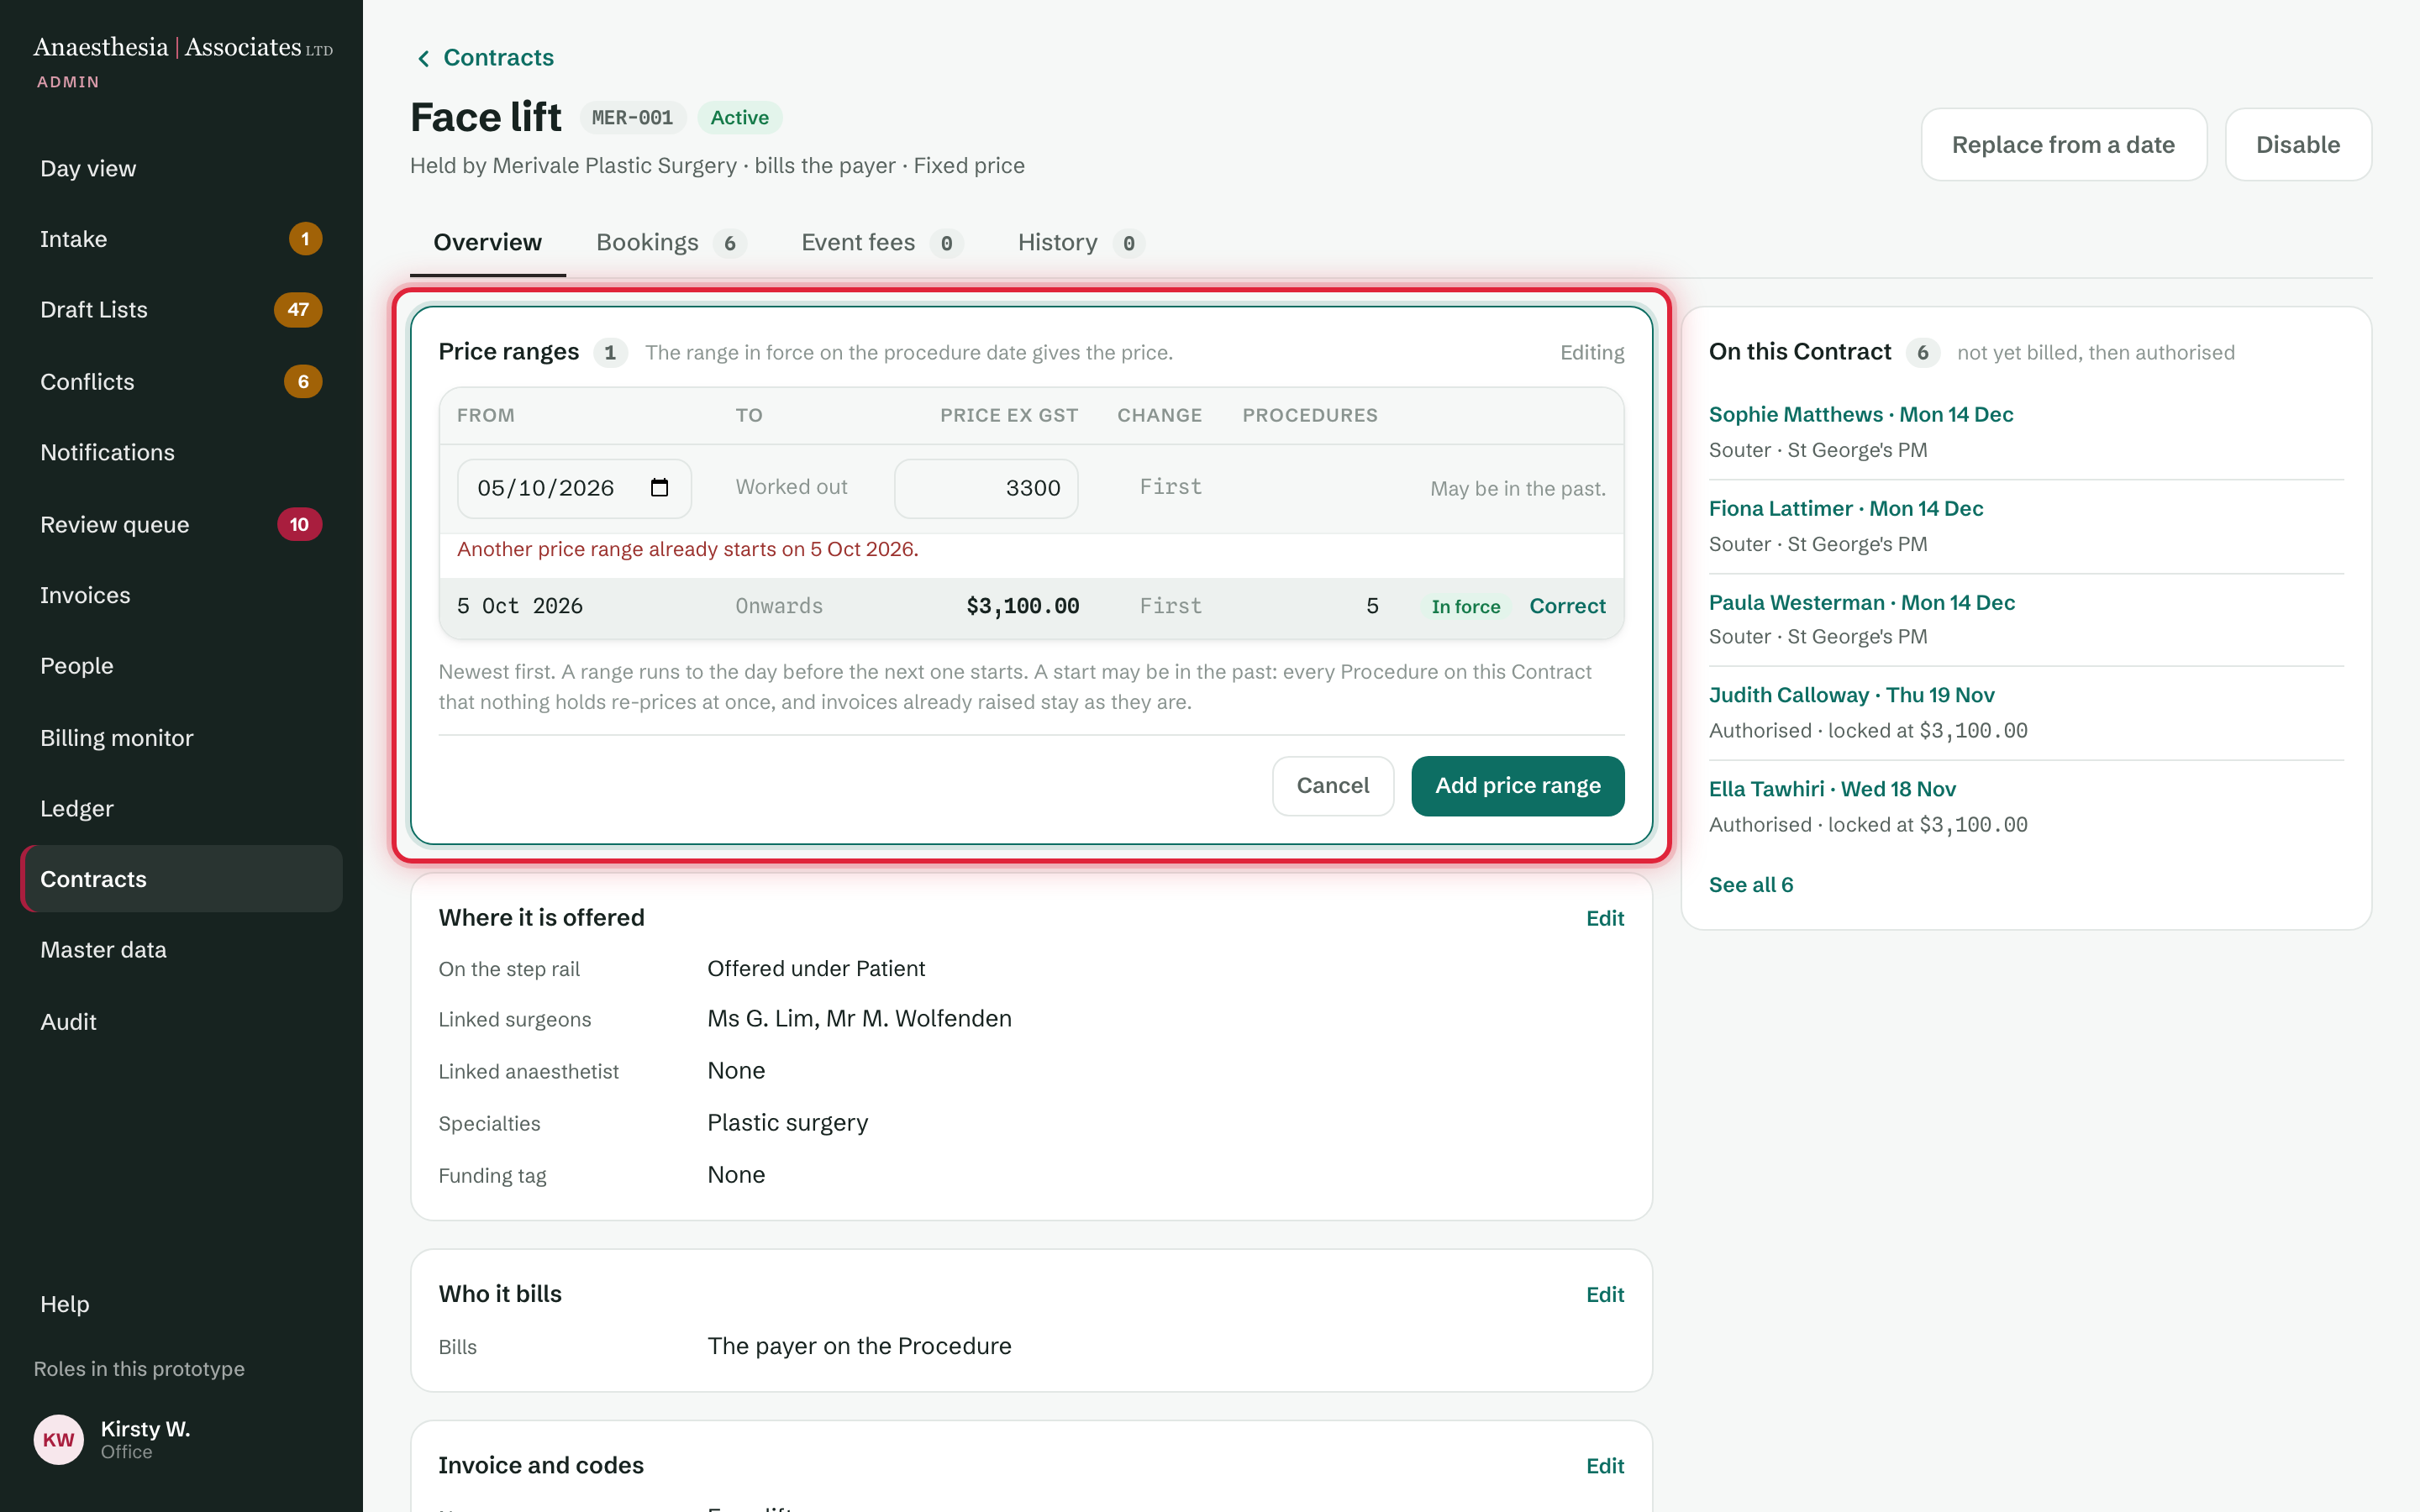 Anaesthesia | Associates LTD
ADMIN
Day view
Intake 1
Draft Lists 47
Conflicts 6
Notifications
Review queue 10
Invoices
People
Billing monitor
Ledger
Contracts
Master data
Audit
Help
Roles in this prototype
KW Kirsty W.
Office
Contracts
Face lift MER-001 Active
Held by Merivale Plastic Surgery · bills the payer · Fixed price
Replace from a date Disable
Overview Bookings 6 Event fees 0 History 0
Price ranges 1 The range in force on the procedure date gives the price. Editing
FROM TO PRICE EX GST CHANGE PROCEDURES
05/10/2026 Worked out 3300 First May be in the past.
Another price range already starts on 5 Oct 2026.
5 Oct 2026 Onwards $3,100.00 First 5 In force Correct
Newest first. A range runs to the day before the next one starts. A start may be in the past: every Procedure on this Contract
that nothing holds re-prices at once, and invoices already raised stay as they are.
Cancel Add price range
Where it is offered Edit
On the step rail Offered under Patient
Linked surgeons Ms G. Lim, Mr M. Wolfenden
Linked anaesthetist None
Specialties Plastic surgery
Funding tag None
Who it bills Edit
Bills The payer on the Procedure
Invoice and codes Edit
On this Contract 6 not yet billed, then authorised
Sophie Matthews · Mon 14 Dec
Souter · St George's PM
Fiona Lattimer · Mon 14 Dec
Souter · St George's PM
Paula Westerman · Mon 14 Dec
Souter · St George's PM
Judith Calloway · Thu 19 Nov
Authorised · locked at $3,100.00
Ella Tawhiri · Wed 18 Nov
Authorised · locked at $3,100.00
See all 6